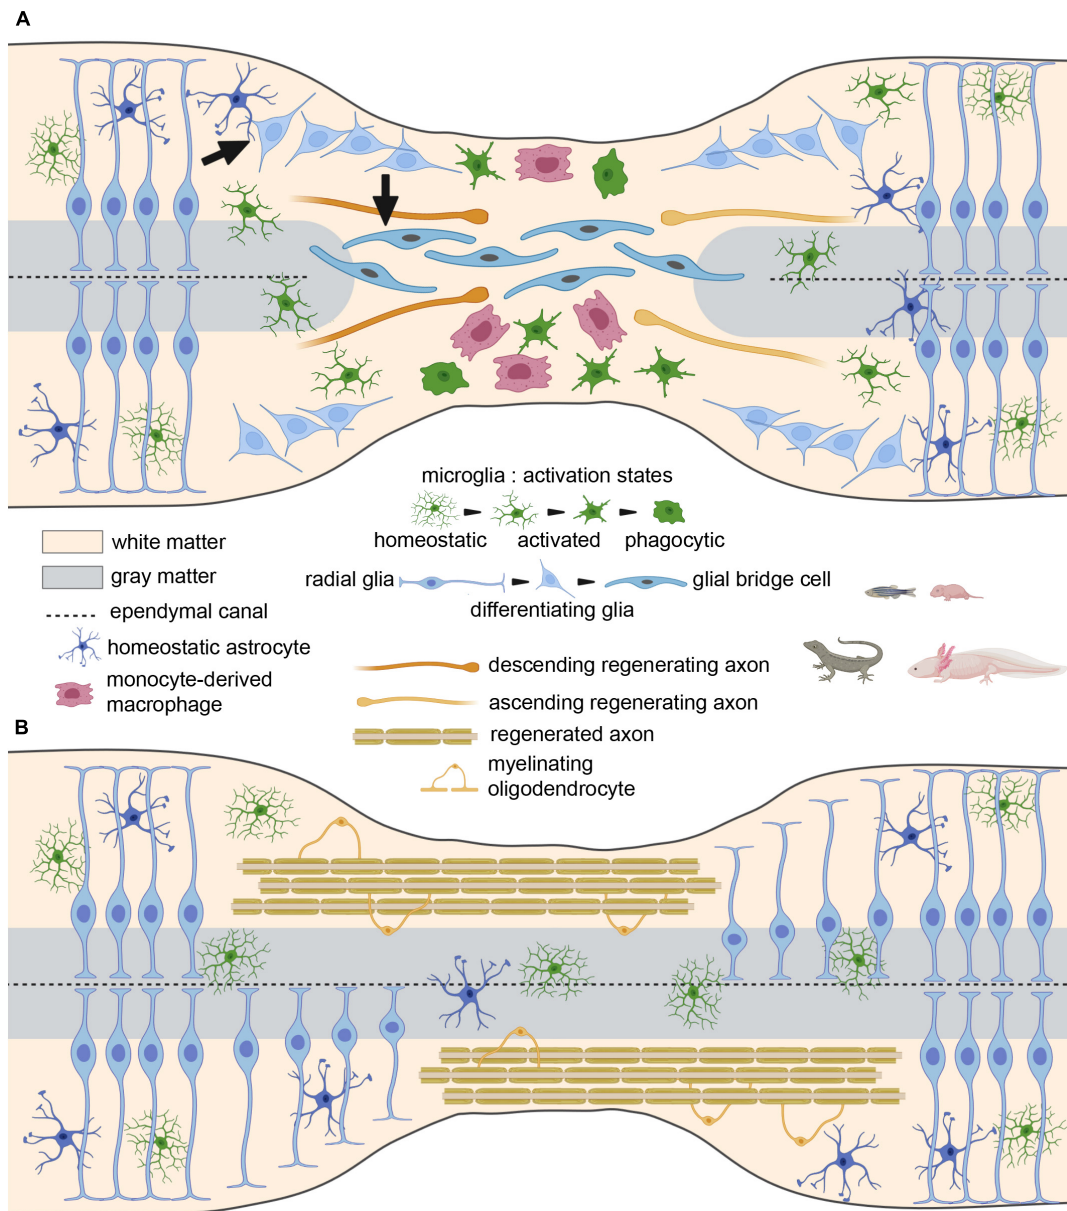 A
microglia : activation states
homeostatic activated phagocytic
white matter
gray matter
radial glia glial bridge cell
differentiating glia
ependymal canal
homeostatic astrocyte
monocyte-derived
macrophage
descending regenerating axon
ascending regenerating axon
regenerated axon
myelinating
oligodendrocyte
B